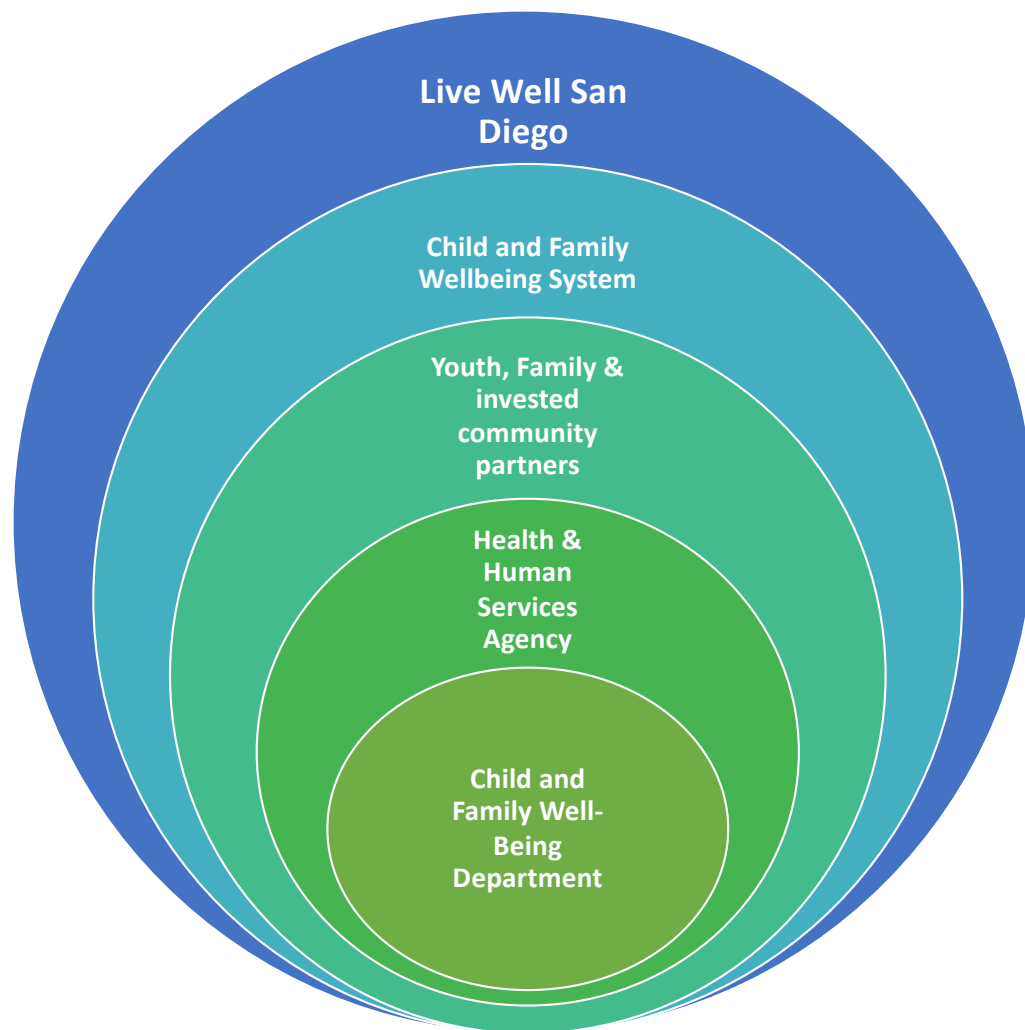 Live Well San
Diego
Child and Family
Wellbeing System
Youth, Family &
invested
community
partners
Health &
Human
Services
Agency
Child and
Family Well-
Being
Department